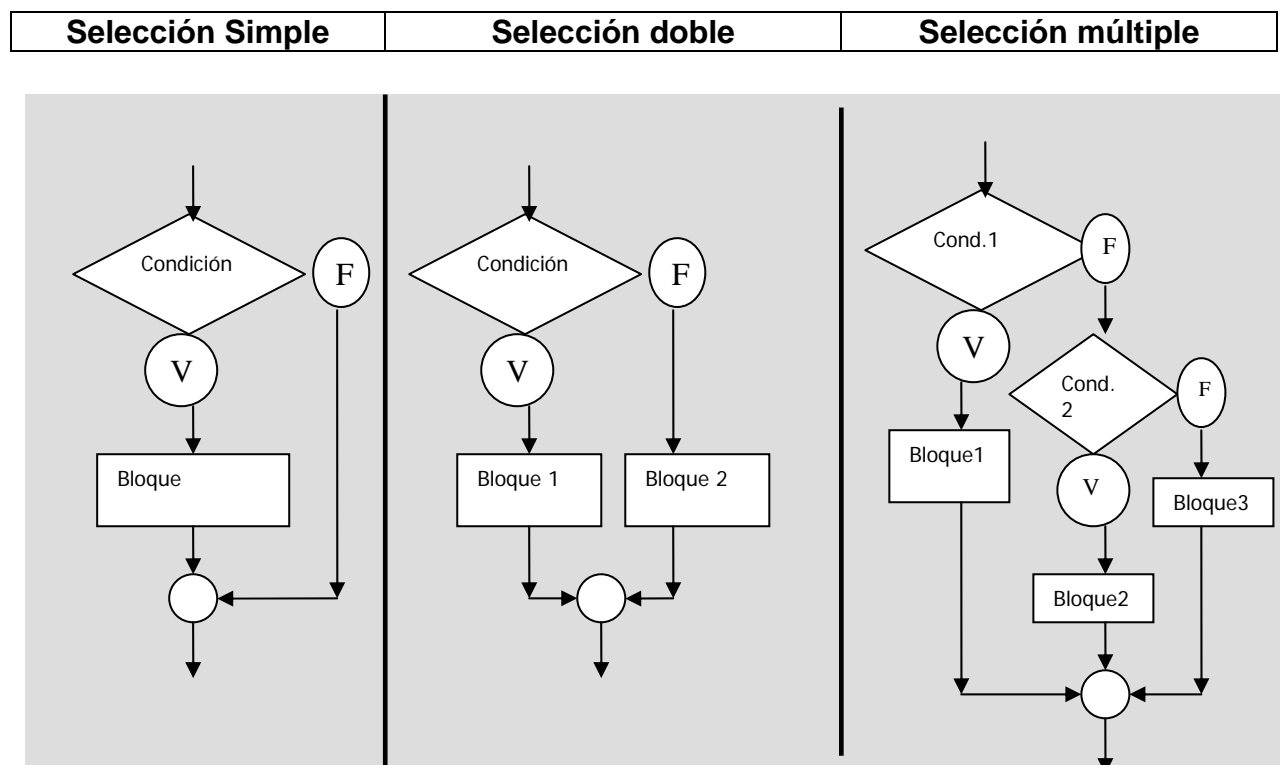 Selección Simple
Selección doble
Selección múltiple
Condición
F
V
Bloque
Condición
F
V
Bloque 1
Bloque 2
Cond.1
F
V
Cond.
2
F
Bloque1
V
Bloque3
Bloque2